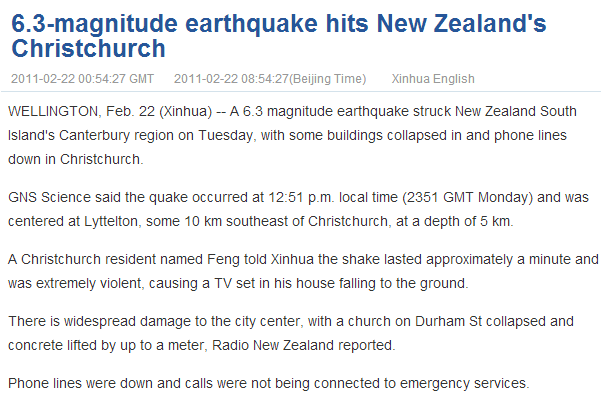 6.3-magnitude earthquake hits New Zealand's
Christchurch
2011-02-22 00:54:27 GMT 2011-02-22 08:54:27(Beijing Time) Xinhua English
WELLINGTON, Feb. 22 (Xinhua) -- A 6.3 magnitude earthquake struck New Zealand South
Island's Canterbury region on Tuesday, with some buildings collapsed in and phone lines
down in Christchurch.
GNS Science said the quake occurred at 12:51 p.m. local time (2351 GMT Monday) and was
centered at Lyttelton, some 10 km southeast of Christchurch, at a depth of 5 km.
A Christchurch resident named Feng told Xinhua the shake lasted approximately a minute and
was extremely violent, causing a TV set in his house falling to the ground.
There is widespread damage to the city center, with a church on Durham St collapsed and
concrete lifted by up to a meter, Radio New Zealand reported.
Phone lines were down and calls were not being connected to emergency services.